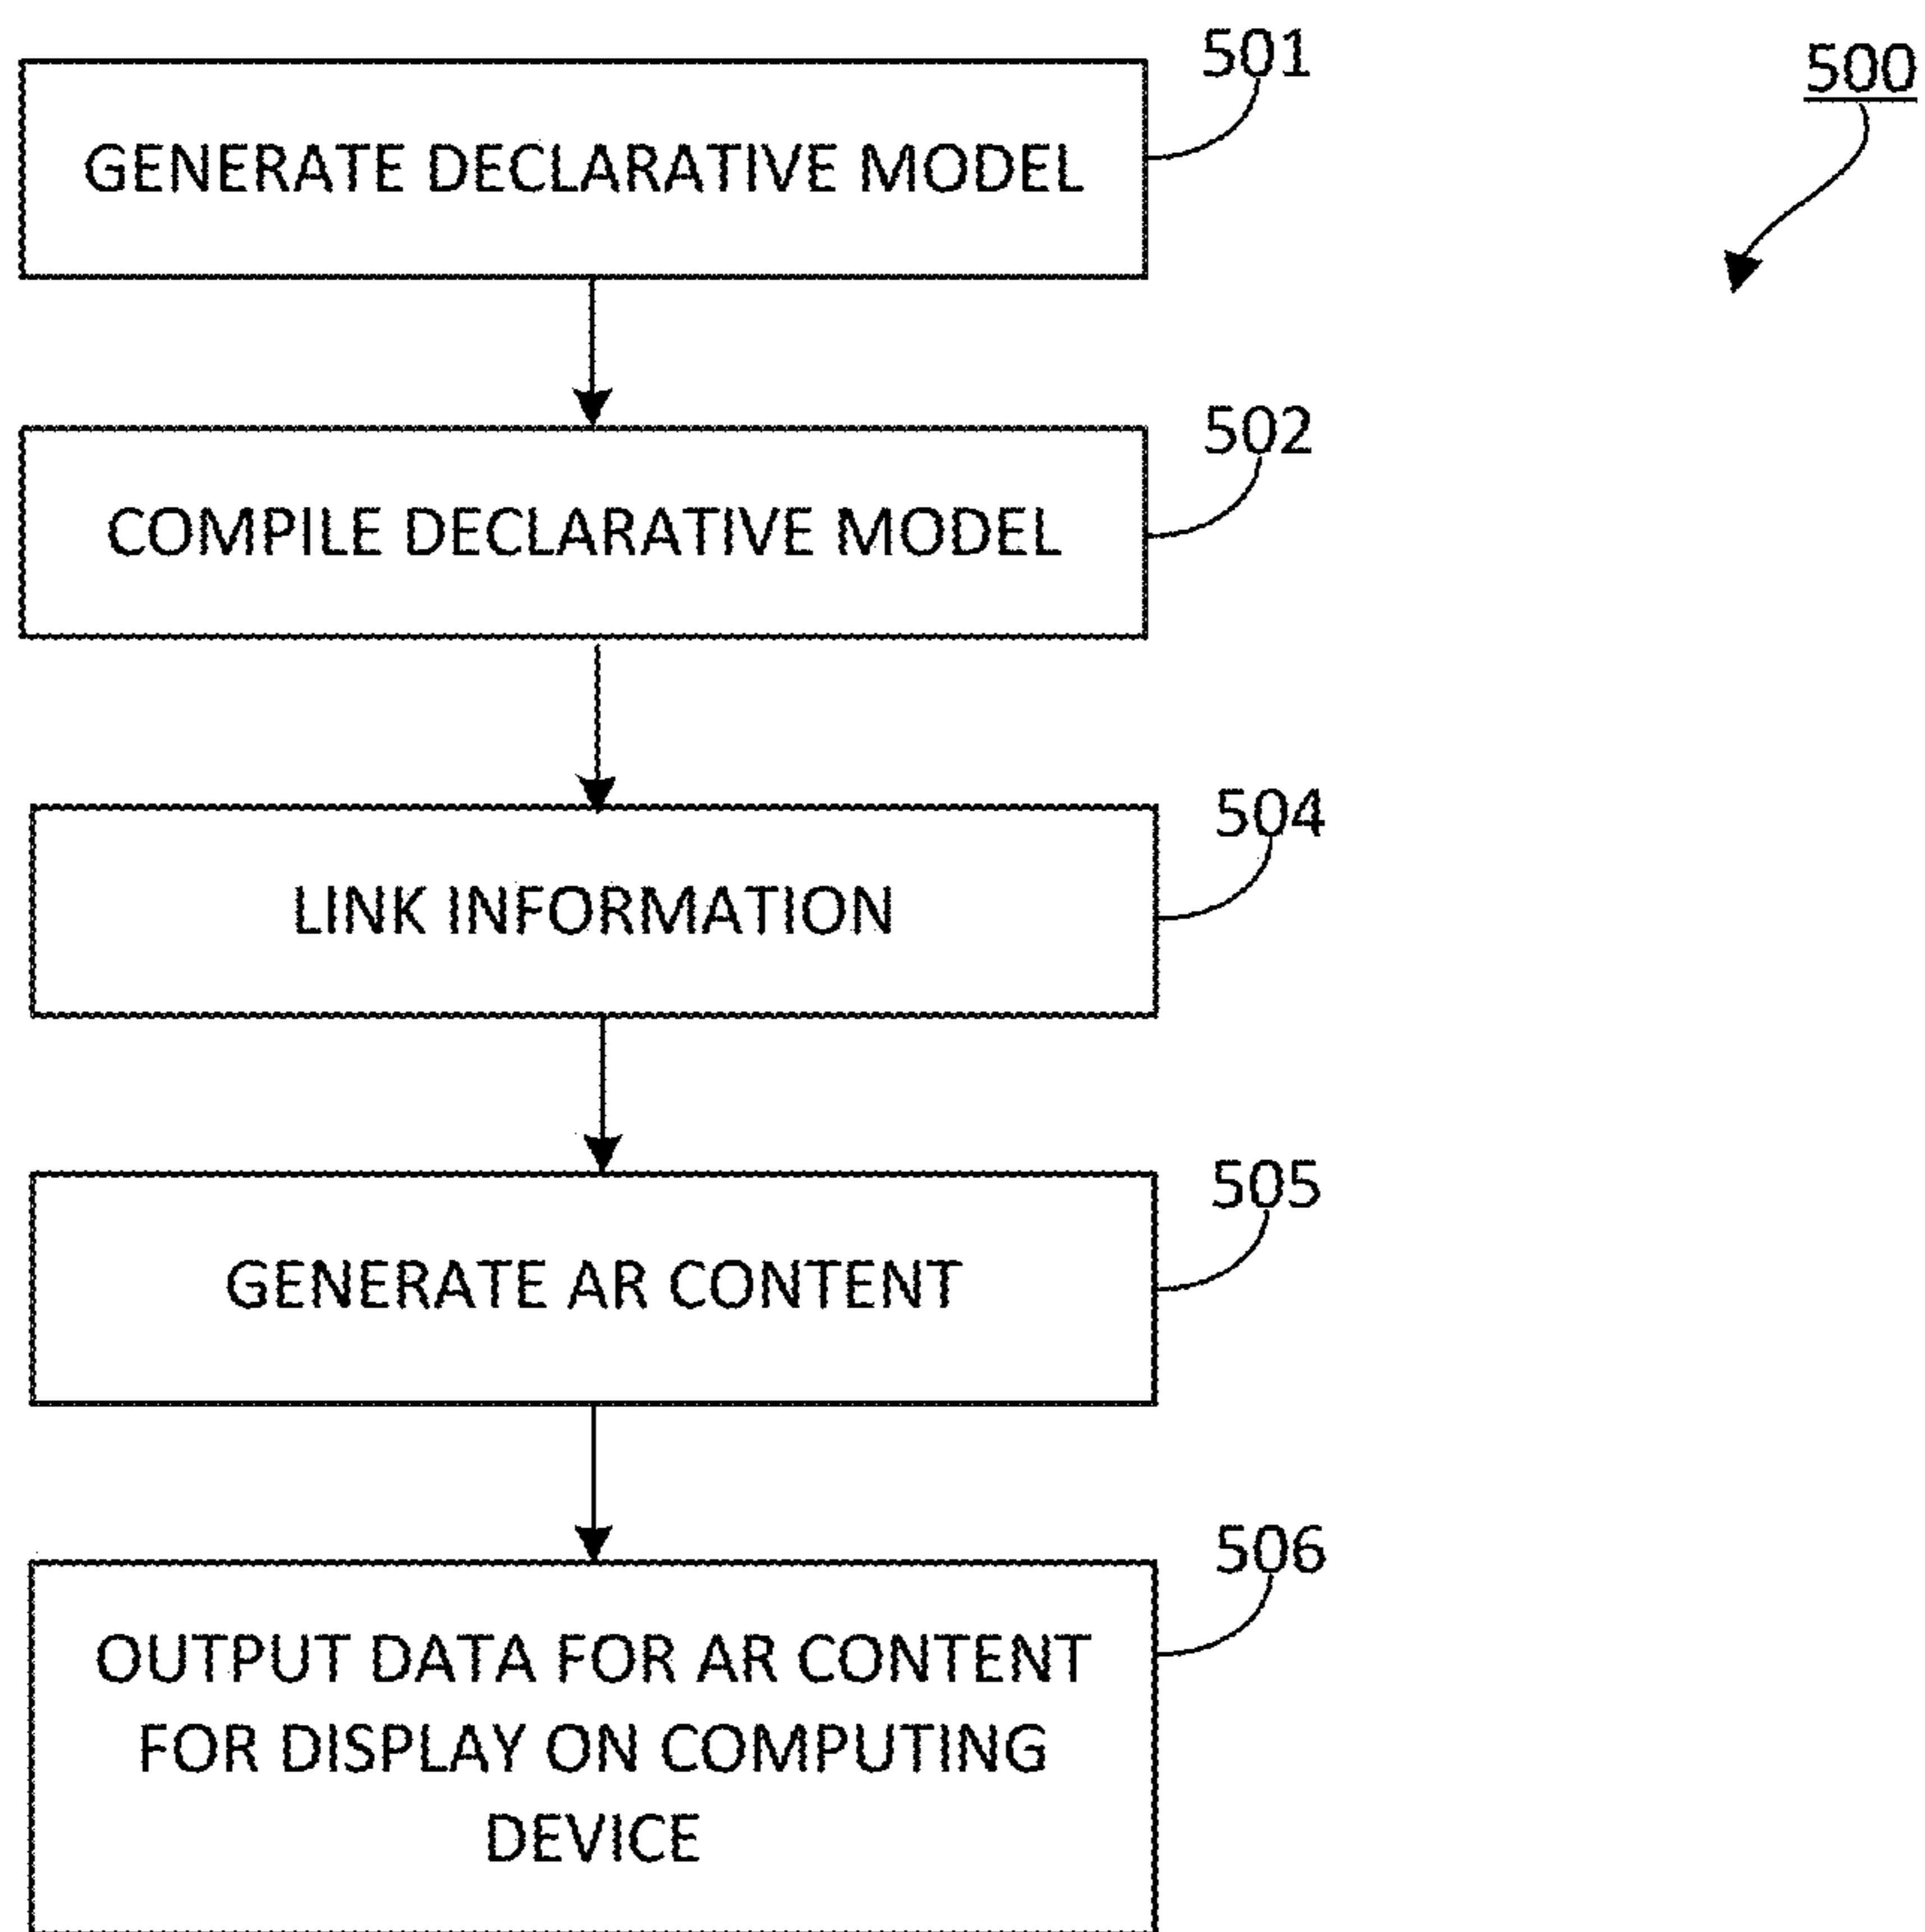 501
500
GENERATE DECLARATIVE MODEL
502
COMPILE DECLARATIVE MODEL
504
LINK INFORMATION
505
GENERATE AR CONTENT
506
OUTPUT DATA FOR AR CONTENT
FOR DISPLAY ON COMPUTING
DEVICE